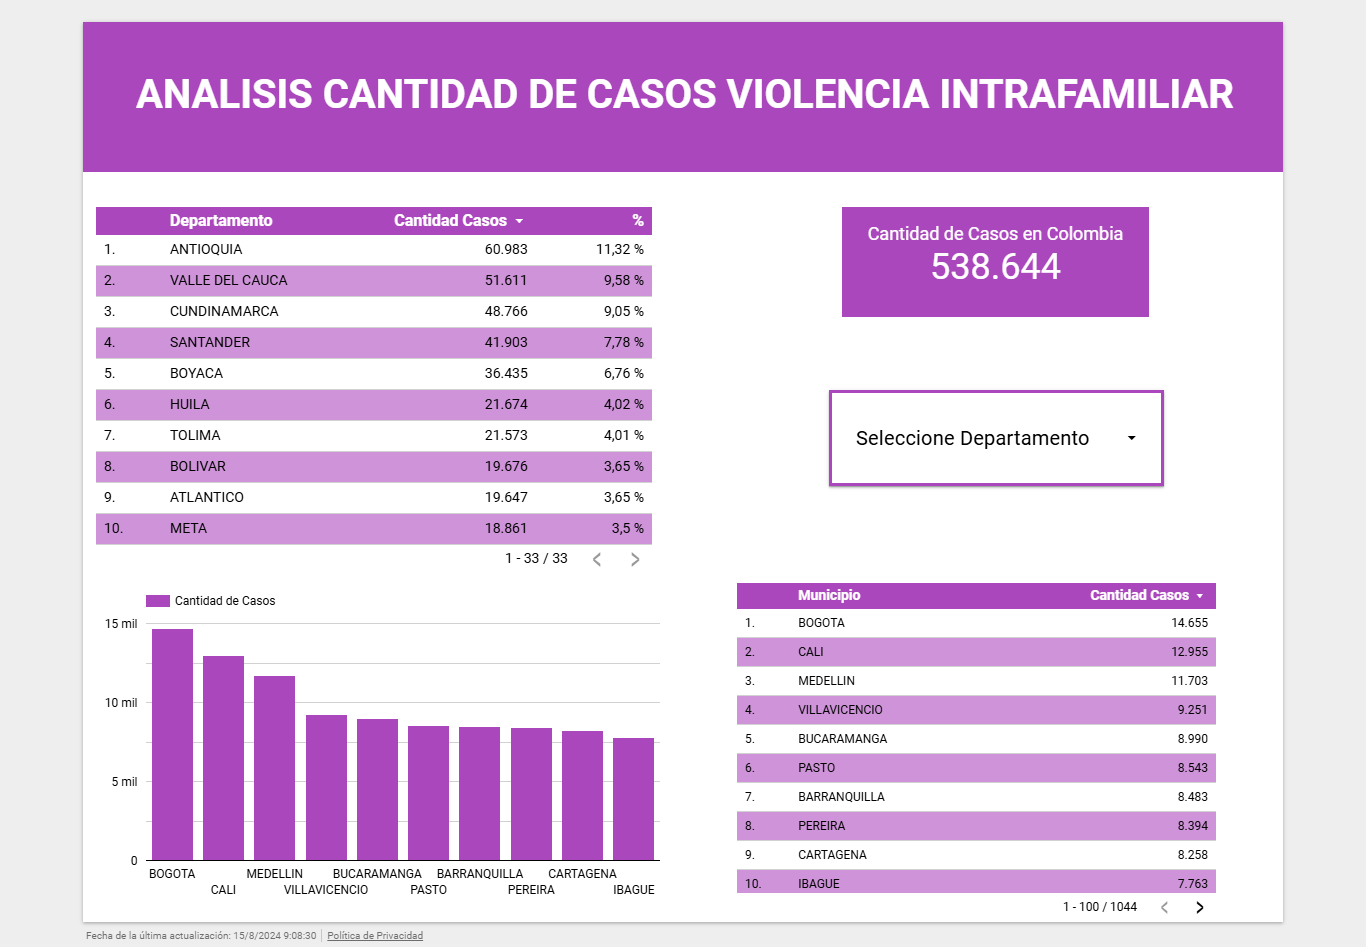 ANALISIS CANTIDAD DE CASOS VIOLENCIA INTRAFAMILIAR
Departamento Cantidad Casos %
1. ANTIOQUIA 60.983 11,32 %
2. VALLE DEL CAUCA 51.611 9,58 %
3. CUNDINAMARCA 48.766 9,05 %
4. SANTANDER 41.903 7,78 %
5. BOYACA 36.435 6,76 %
6. HUILA 21.674 4,02 %
7. TOLIMA 21.573 4,01 %
8. BOLIVAR 19.676 3,65 %
9. ATLANTICO 19.647 3,65 %
10. META 18.861 3,5 %
1 - 33 / 33
Cantidad de Casos en Colombia
538.644
Seleccione Departamento
Cantidad de Casos
15 mil
10 mil
5 mil
0
BOGOTA MEDELLIN BUCARAMANGA BARRANQUILLA CARTAGENA
CALI VILLAVICENCIO PASTO PEREIRA IBAGUE
Municipio Cantidad Casos
1. BOGOTA 14.655
2. CALI 12.955
3. MEDELLIN 11.703
4. VILLAVICENCIO 9.251
5. BUCARAMANGA 8.990
6. PASTO 8.543
7. BARRANQUILLA 8.483
8. PEREIRA 8.394
9. CARTAGENA 8.258
10. IBAGUE 7.763
1 - 100 / 1044
Fecha de la última actualización: 15/8/2024 9:08:30 Política de Privacidad